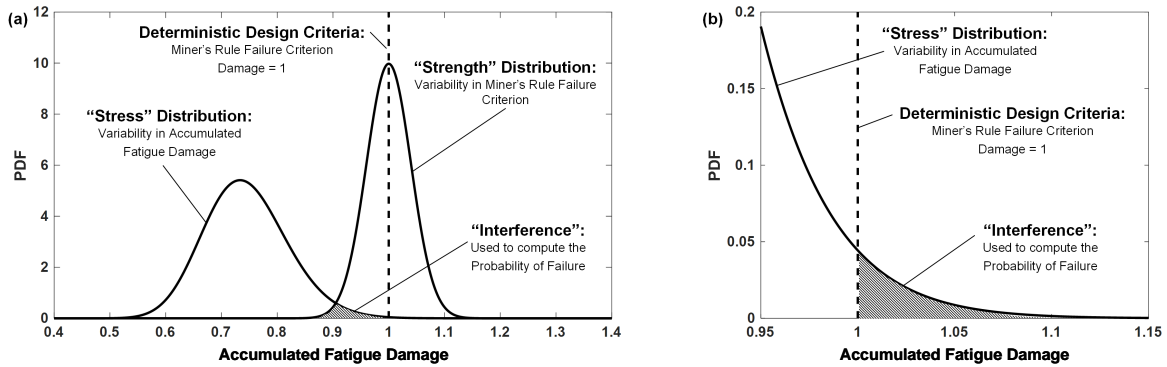 (a)
12
10
8
6
4
2
0
PDF
Deterministic Design Criteria:
Miner's Rule Failure Criterion
Damage = 1
“Strength” Distribution:
Variability in Miner's Rule Failure
Criterion
“Stress” Distribution:
Variability in Accumulated
Fatigue Damage
“Interference”:
Used to compute the
Probability of Failure
0.4 0.5 0.6 0.7 0.8 0.9 1 1.1 1.2 1.3 1.4
Accumulated Fatigue Damage
(b)
0.2
0.15
0.1
0.05
0
PDF
“Stress” Distribution:
Variability in Accumulated
Fatigue Damage
Deterministic Design Criteria:
Miner's Rule Failure Criterion
Damage = 1
“Interference”:
Used to compute the
Probability of Failure
0.95 1 1.05 1.1 1.15
Accumulated Fatigue Damage